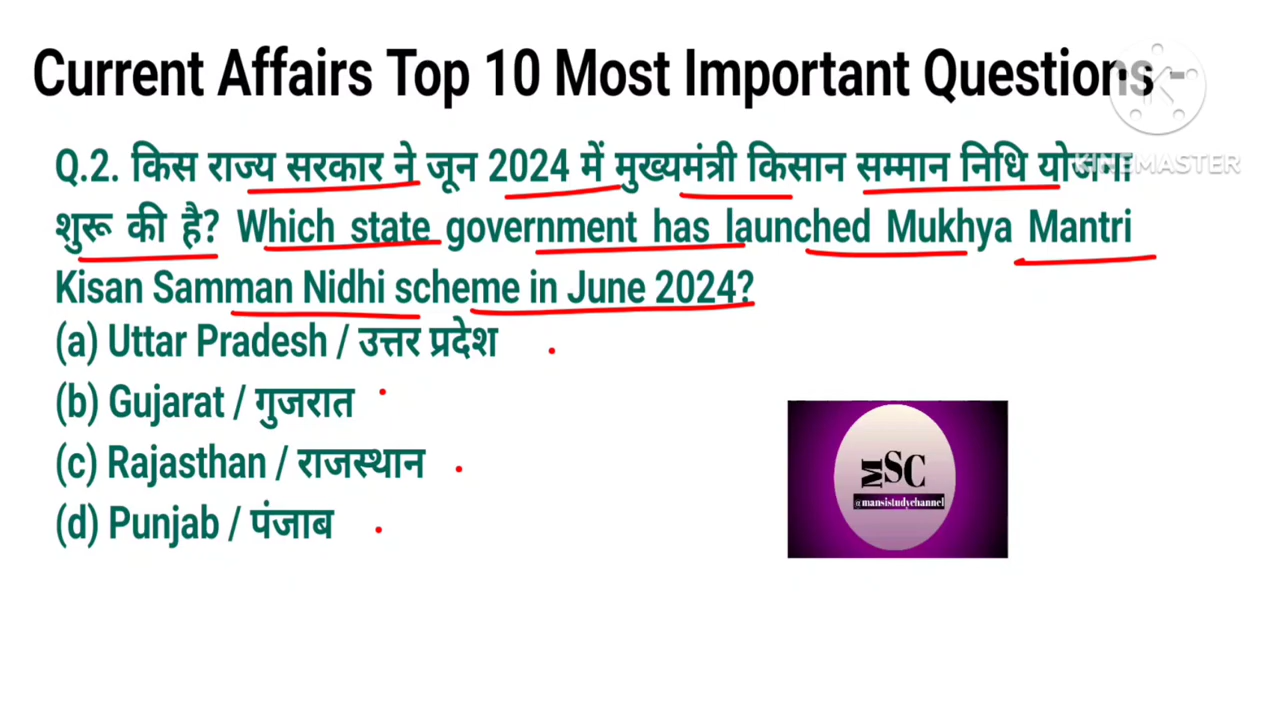 Current Affairs Top 10 Most Important Questions -
Q.2. किस राज्य सरकार ने जून 2024 में मुख्यमंत्री किसान सम्मान निधि योजना
शुरू की है? Which state government has launched Mukhya Mantri
Kisan Samman Nidhi scheme in June 2024?
(a) Uttar Pradesh / उत्तर प्रदेश
(b) Gujarat / गुजरात
(c) Rajasthan / राजस्थान
(d) Punjab / पंजाब
KINEMASTER
MSC
@mansistudychannel